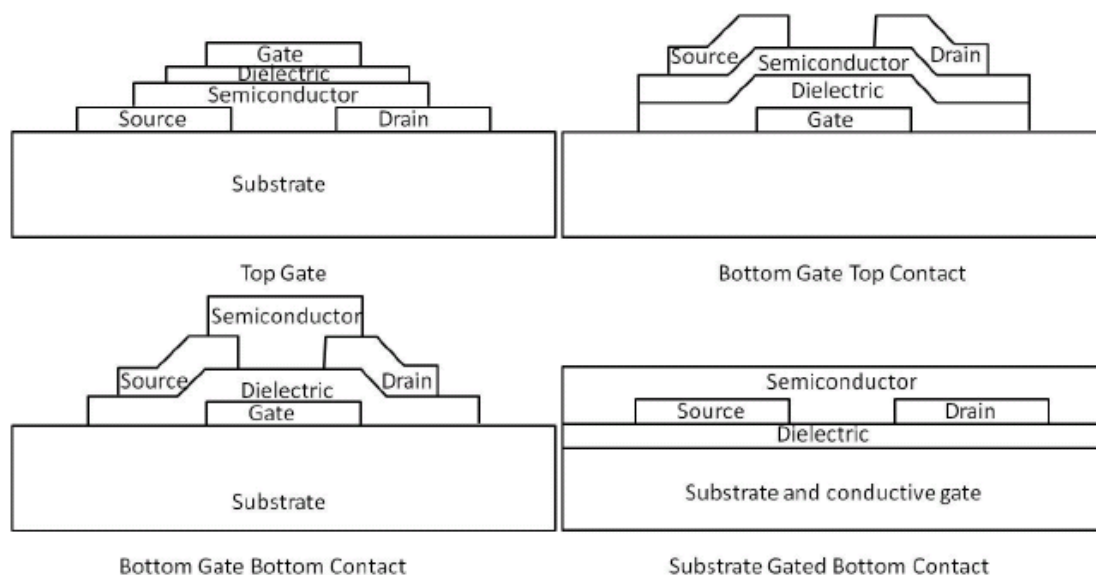 Gate
Dielectric
Semiconductor
Source Drain
Substrate
Top Gate
Source Semiconductor Drain
Dielectric
Gate
Bottom Gate Top Contact
Semiconductor
Source Dielectric Drain
Gate
Substrate
Bottom Gate Bottom Contact
Semiconductor
Source Drain
Dielectric
Substrate and conductive gate
Substrate Gated Bottom Contact